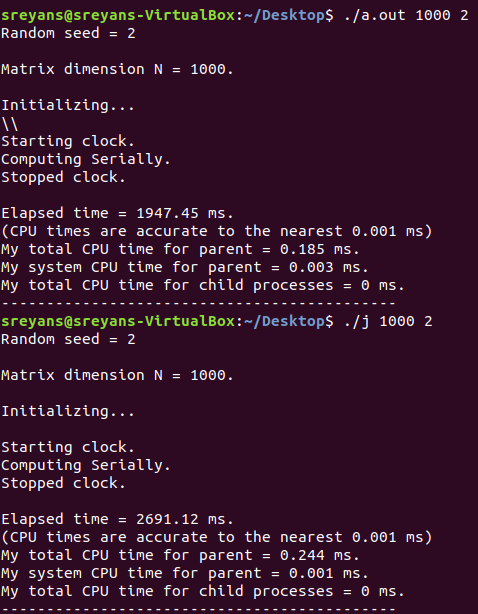 sreyans@sreyans-VirtualBox:~/Desktop$ ./a.out 1000 2
Random seed = 2
Matrix dimension N = 1000.
Initializing...
\\
Starting clock.
Computing Serially.
Stopped clock.
Elapsed time = 1947.45 ms.
(CPU times are accurate to the nearest 0.001 ms)
My total CPU time for parent = 0.185 ms.
My system CPU time for parent = 0.003 ms.
My total CPU time for child processes = 0 ms.
--------------------------------------------
sreyans@sreyans-VirtualBox:~/Desktop$ ./j 1000 2
Random seed = 2
Matrix dimension N = 1000.
Initializing...
Starting clock.
Computing Serially.
Stopped clock.
Elapsed time = 2691.12 ms.
(CPU times are accurate to the nearest 0.001 ms)
My total CPU time for parent = 0.244 ms.
My system CPU time for parent = 0.001 ms.
My total CPU time for child processes = 0 ms.
--------------------------------------------